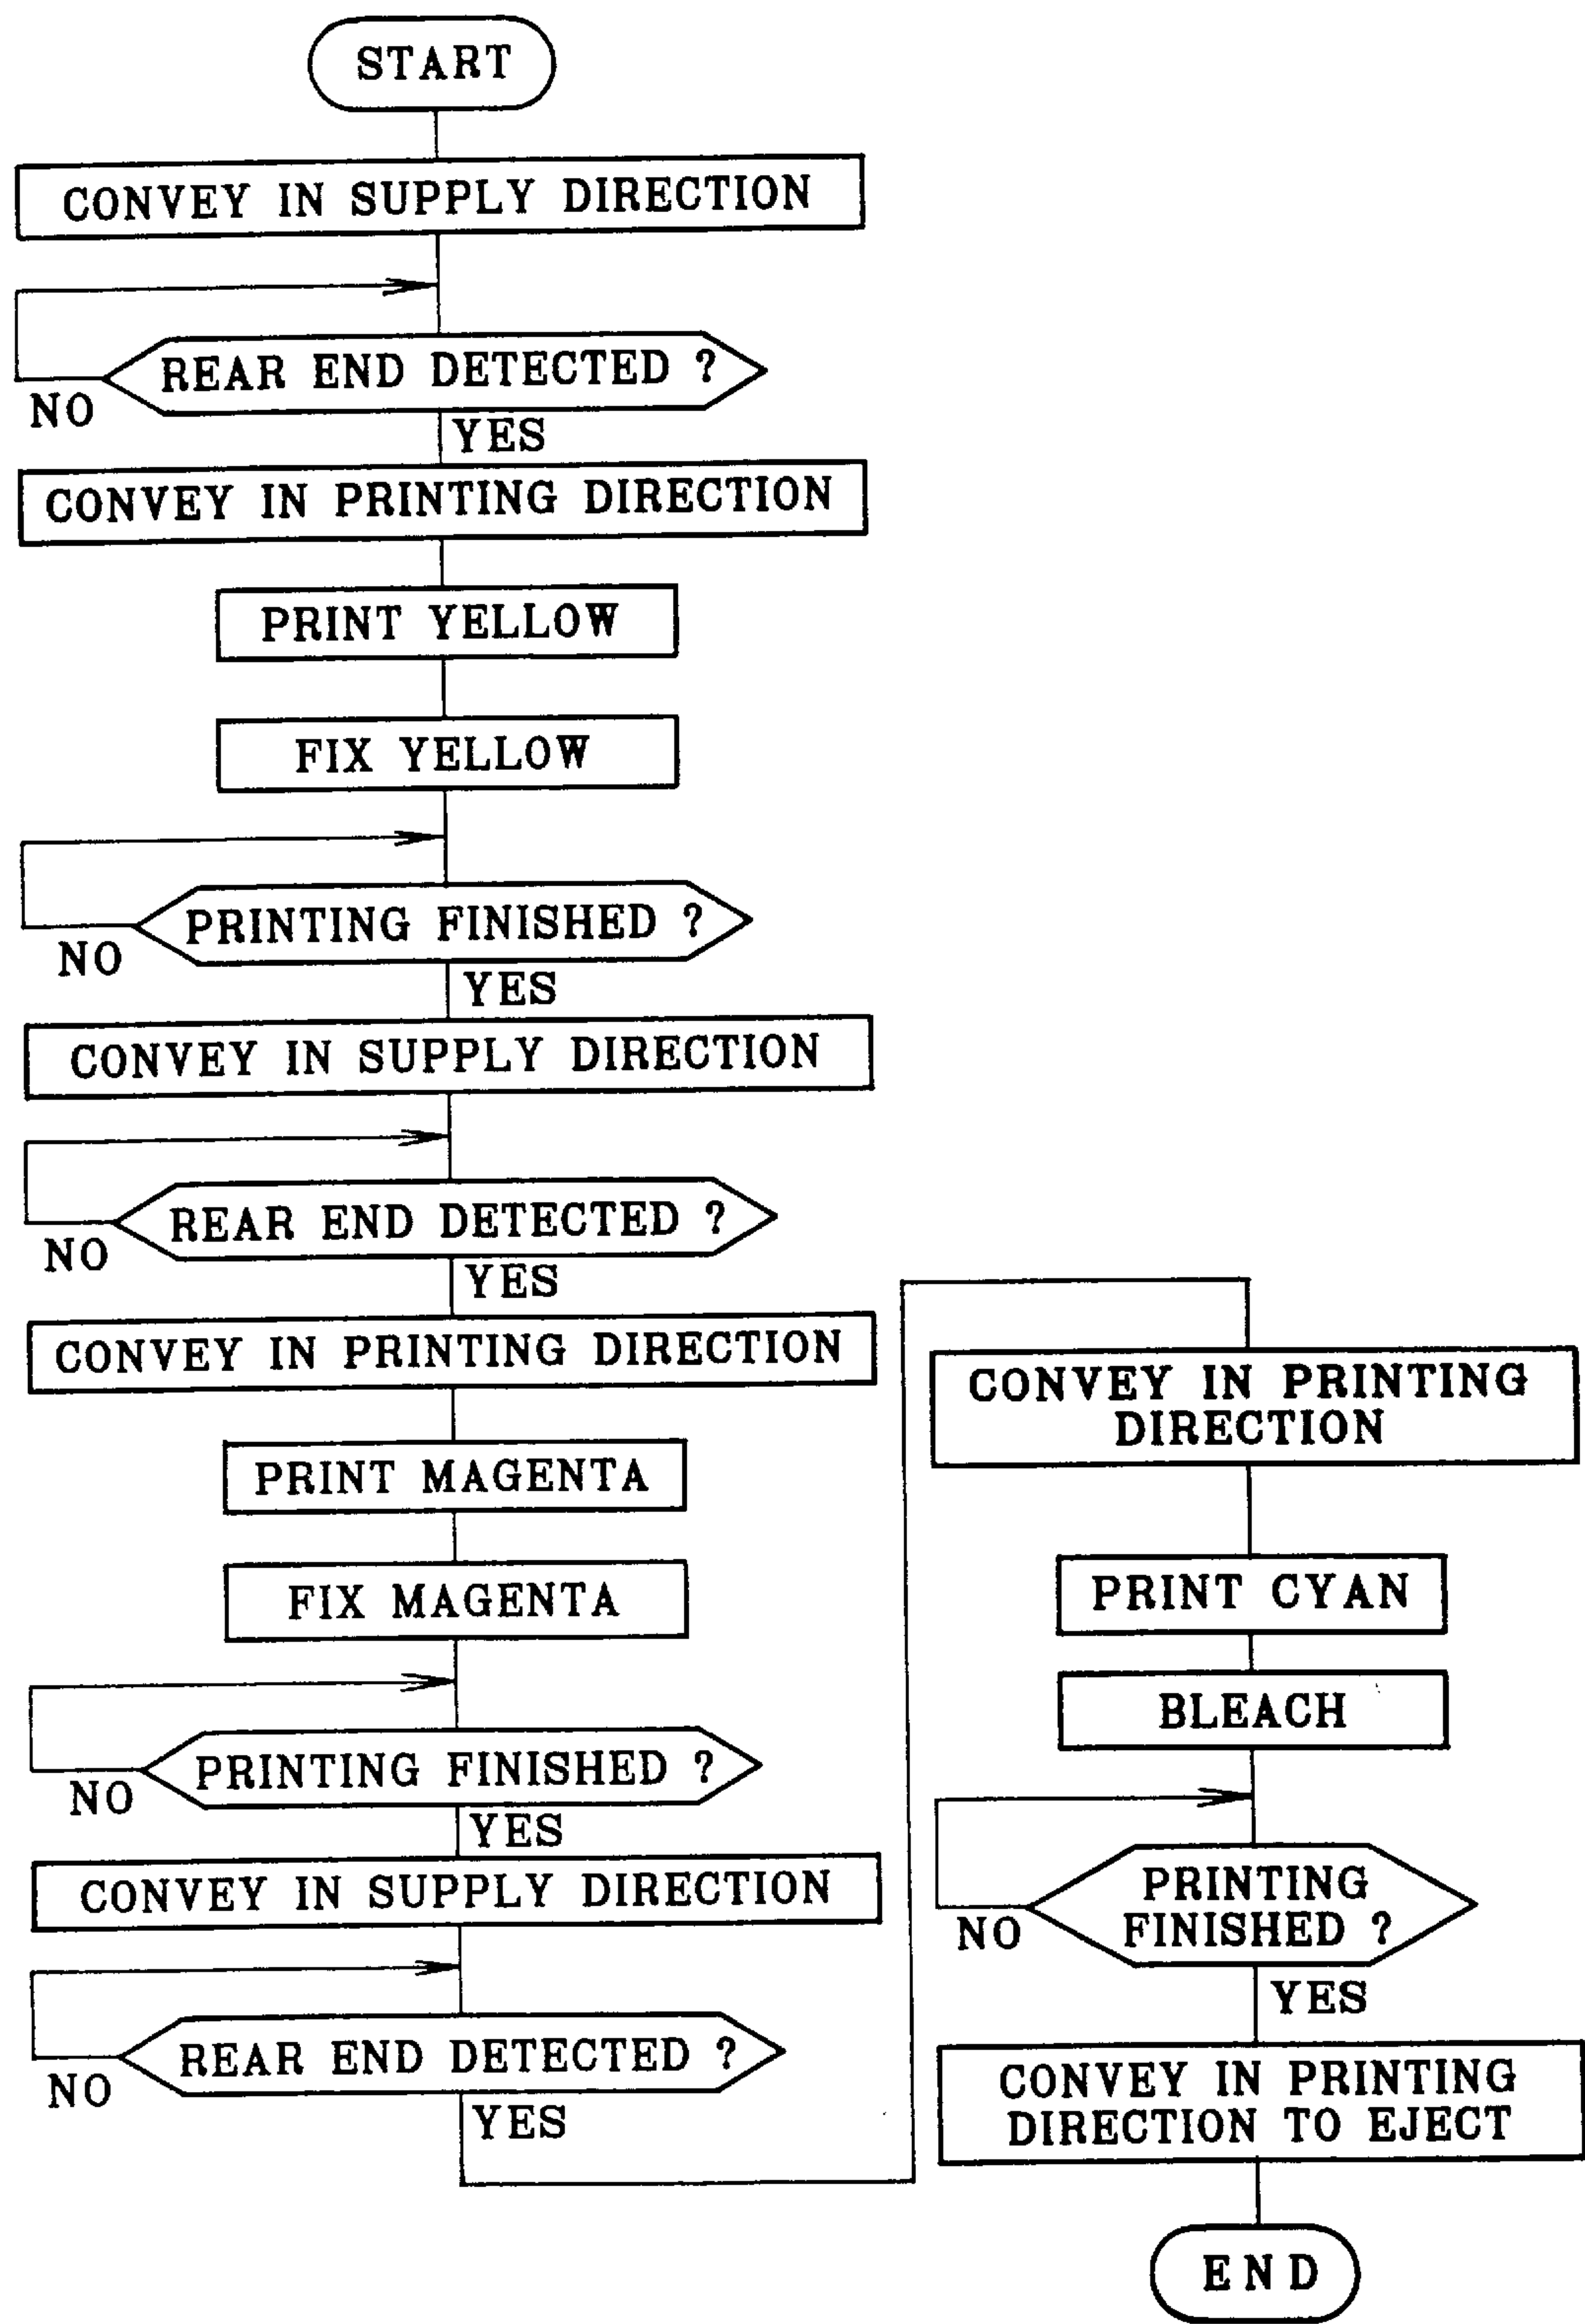 START
CONVEY IN SUPPLY DIRECTION
REAR END DETECTED ?
NO
YES
CONVEY IN PRINTING DIRECTION
PRINT YELLOW
FIX YELLOW
PRINTING FINISHED ?
NO
YES
CONVEY IN SUPPLY DIRECTION
REAR END DETECTED ?
NO
YES
CONVEY IN PRINTING DIRECTION
PRINT MAGENTA
FIX MAGENTA
PRINTING FINISHED ?
NO
YES
CONVEY IN SUPPLY DIRECTION
REAR END DETECTED ?
NO
YES
CONVEY IN PRINTING
DIRECTION
PRINT CYAN
BLEACH
PRINTING
FINISHED ?
NO
YES
CONVEY IN PRINTING
DIRECTION TO EJECT
END